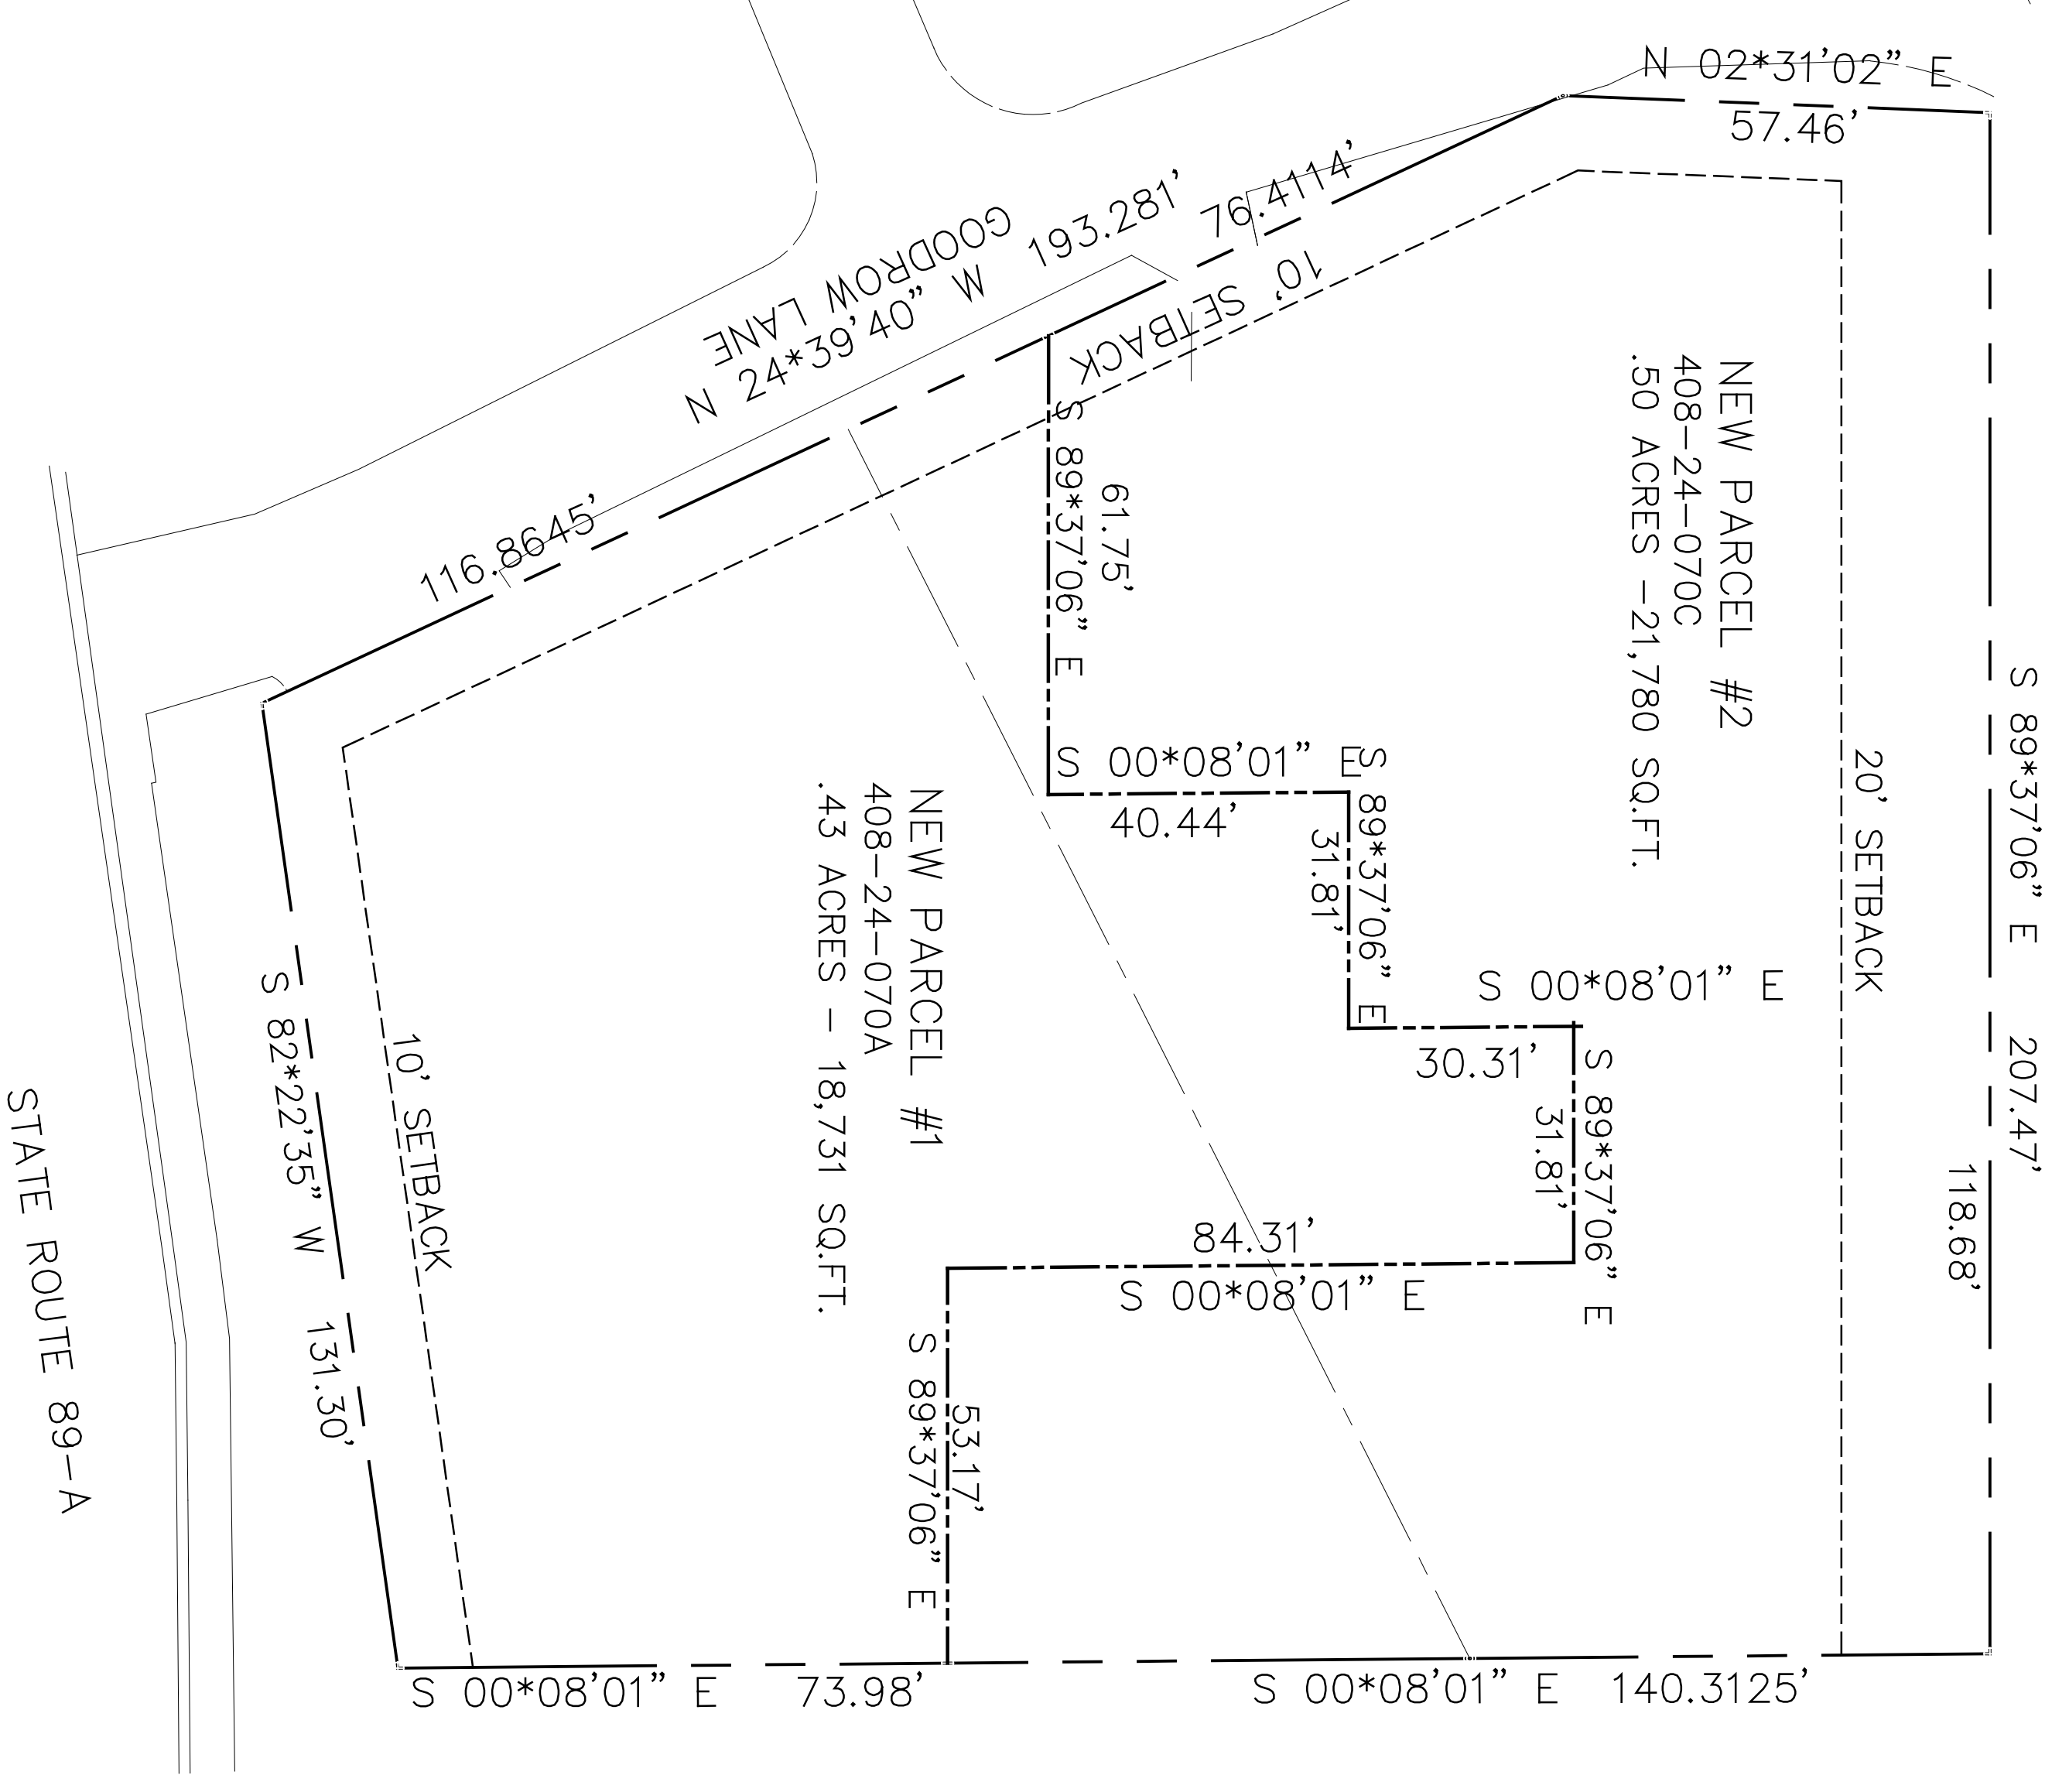 N 02*31'02" E
57.46'
76.4114'
193.281'
N 24*39'40" W
GOODROW LANE
10' SETBACK
116.8645'
S 89*37'06" E
61.75'
NEW PARCEL #2
408-24-070C
.50 ACRES -21,780 SQ.FT.
S 89*37'06" E 207.47'
118.68'
20' SETBACK
S 00*08'01" E
40.44'
S 89*37'06" E
31.81'
S 00*08'01" E
30.31'
S 89*37'06" E
31.81'
84.31'
S 00*08'01" E
S 89*37'06" E
53.17'
NEW PARCEL #1
408-24-070A
.43 ACRES - 18,731 SQ.FT.
10' SETBACK
S 82*22'35" W 131.30'
STATE ROUTE 89-A
S 00*08'01" E 73.98'
S 00*08'01" E 140.3125'